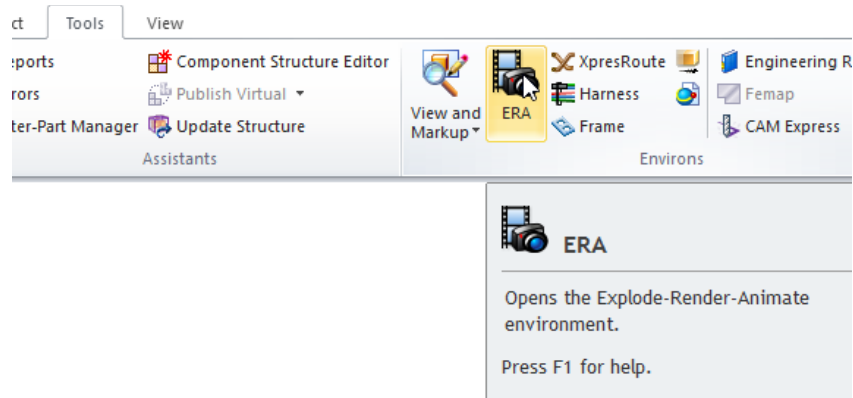 ct Tools View
eports Component Structure Editor XpresRoute Engineering R
rors Publish Virtual Harness Femap
ter-Part Manager Update Structure View and Markup ERA Frame CAM Express
Assistants Environs
ERA
Opens the Explode-Render-Animate
environment.
Press F1 for help.